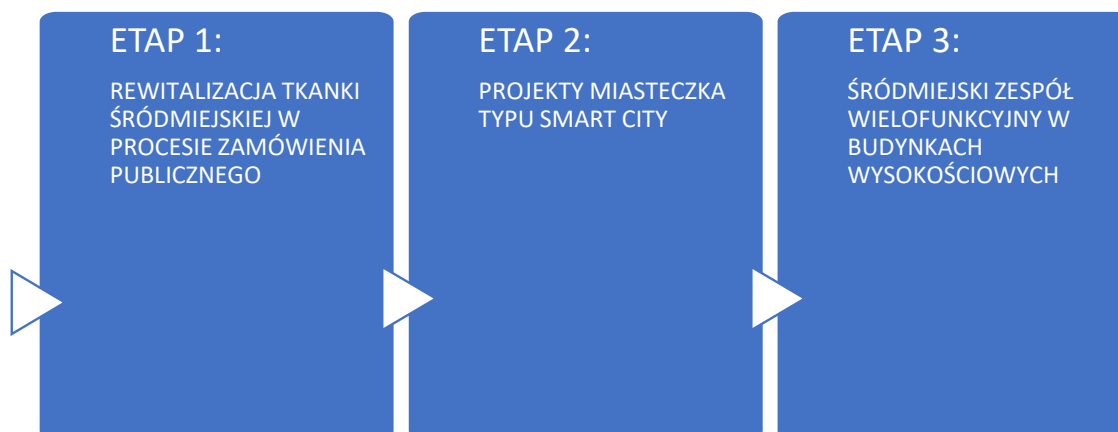 ETAP 1:
REWITALIZACJA TKANKI
ŚRÓDMIEJSKIEJ W
PROCESIE ZAMÓWIENIA
PUBLICZNEGO
ETAP 2:
PROJEKTY MIASTECZKA
TYPU SMART CITY
ETAP 3:
ŚRÓDMIEJSKI ZESPÓŁ
WIELOFUNKCYJNY W
BUDYNKACH
WYSOKOŚCIOWYCH